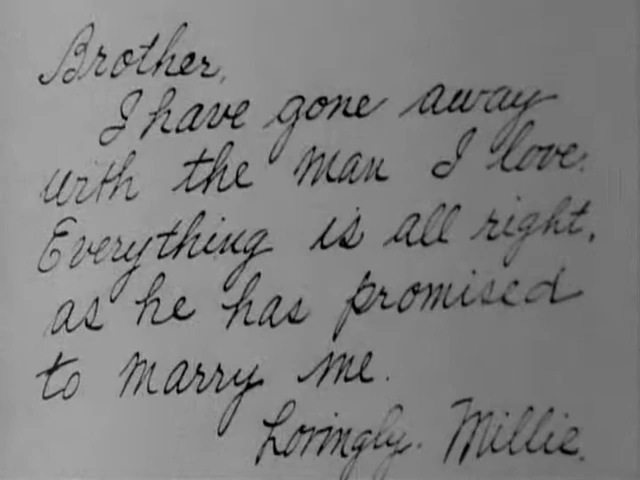 Brother,
I have gone away
with the man I love.
Everything is all right,
as he has promised
to marry me.
Lovingly. Millie.